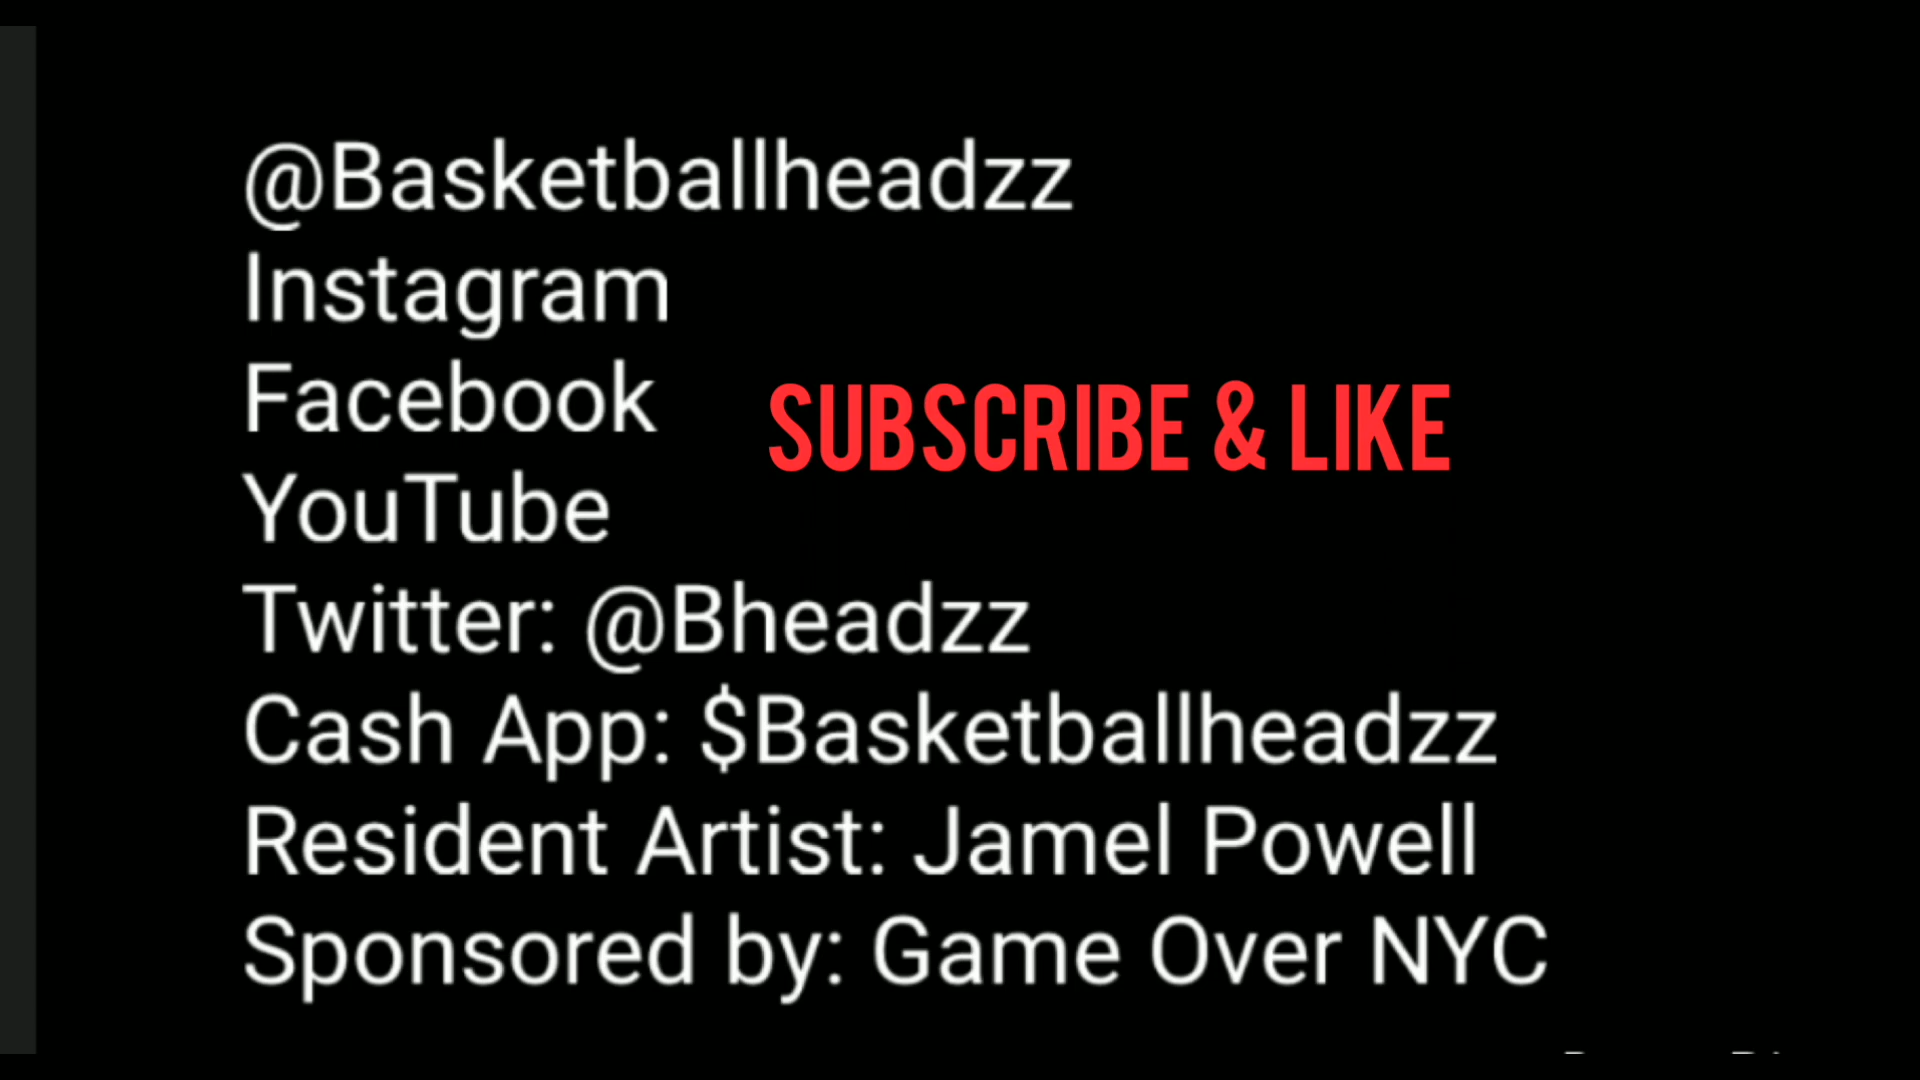 @Basketballheadzz
Instagram
Facebook
SUBSCRIBE & LIKE
YouTube
Twitter: @Bheadzz
Cash App: $Basketballheadzz
Resident Artist: Jamel Powell
Sponsored by: Game Over NYC